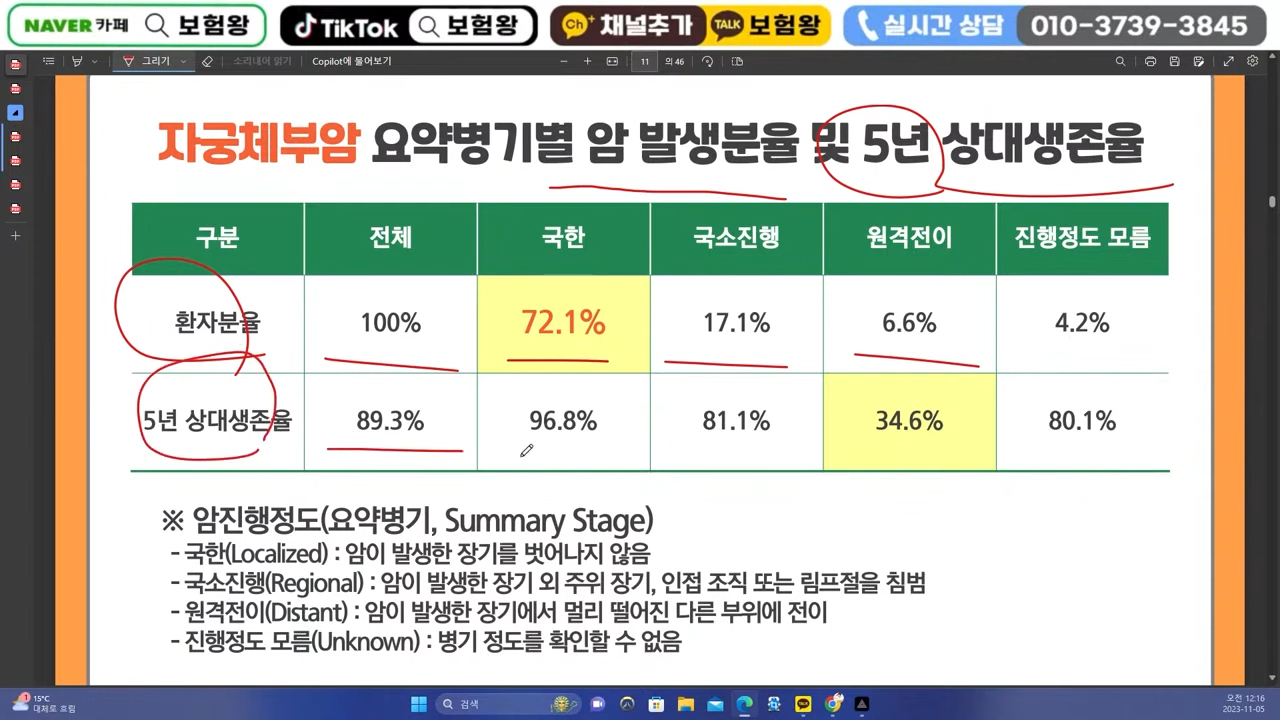 NAVER 카페 보험왕 TikTok 보험왕 Ch+ 채널추가 TALK 보험왕 실시간 상담 010-3739-3845
그리기 소리내어 읽기 Copilot에 물어보기 11 의 46
자궁체부암 요약병기별 암 발생분율 및 5년 상대생존율
구분 전체 국한 국소진행 원격전이 진행정도 모름
환자분율 100% 72.1% 17.1% 6.6% 4.2%
5년 상대생존율 89.3% 96.8% 81.1% 34.6% 80.1%
※ 암진행정도(요약병기, Summary Stage)
- 국한(Localized) : 암이 발생한 장기를 벗어나지 않음
- 국소진행(Regional) : 암이 발생한 장기 외 주위 장기, 인접 조직 또는 림프절을 침범
- 원격전이(Distant) : 암이 발생한 장기에서 멀리 떨어진 다른 부위에 전이
- 진행정도 모름(Unknown) : 병기 정도를 확인할 수 없음
15°C 검색 오전 12:16
대체로 흐림 2023-11-05